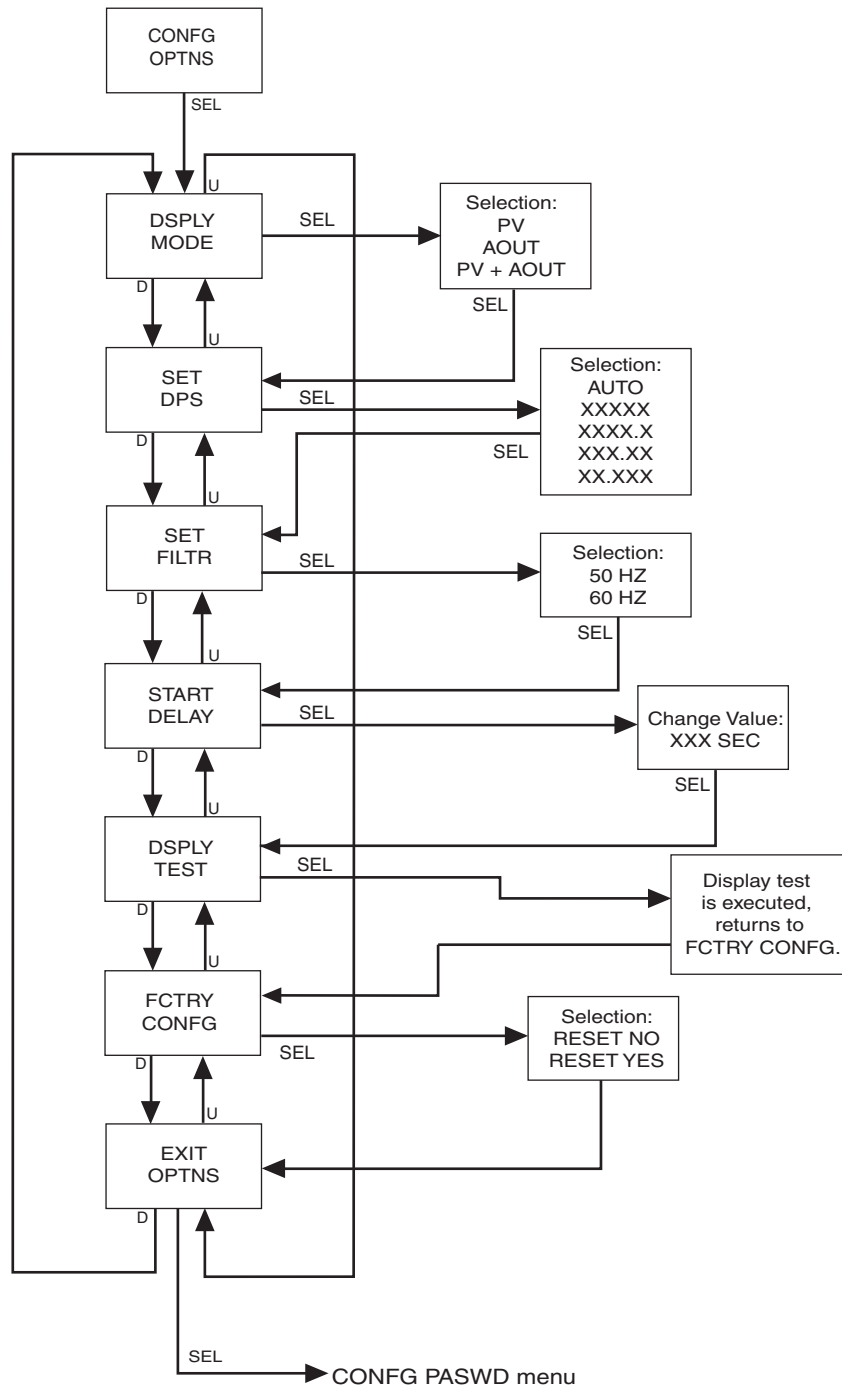 CONFG
OPTNS
SEL
U
DSPLY
MODE
SEL
Selection:
PV
AOUT
PV + AOUT
SEL
D
U
SET
DPS
SEL
Selection:
AUTO
XXXXX
XXXX.X
XXX.XX
XX.XXX
SEL
D
U
SET
FILTR
SEL
Selection:
50 HZ
60 HZ
SEL
D
U
START
DELAY
SEL
Change Value:
XXX SEC
SEL
D
U
DSPLY
TEST
SEL
Display test
is executed,
returns to
FCTRY CONFG.
D
U
FCTRY
CONFG
SEL
Selection:
RESET NO
RESET YES
D
U
EXIT
OPTNS
D
SEL
CONFG PASWD menu